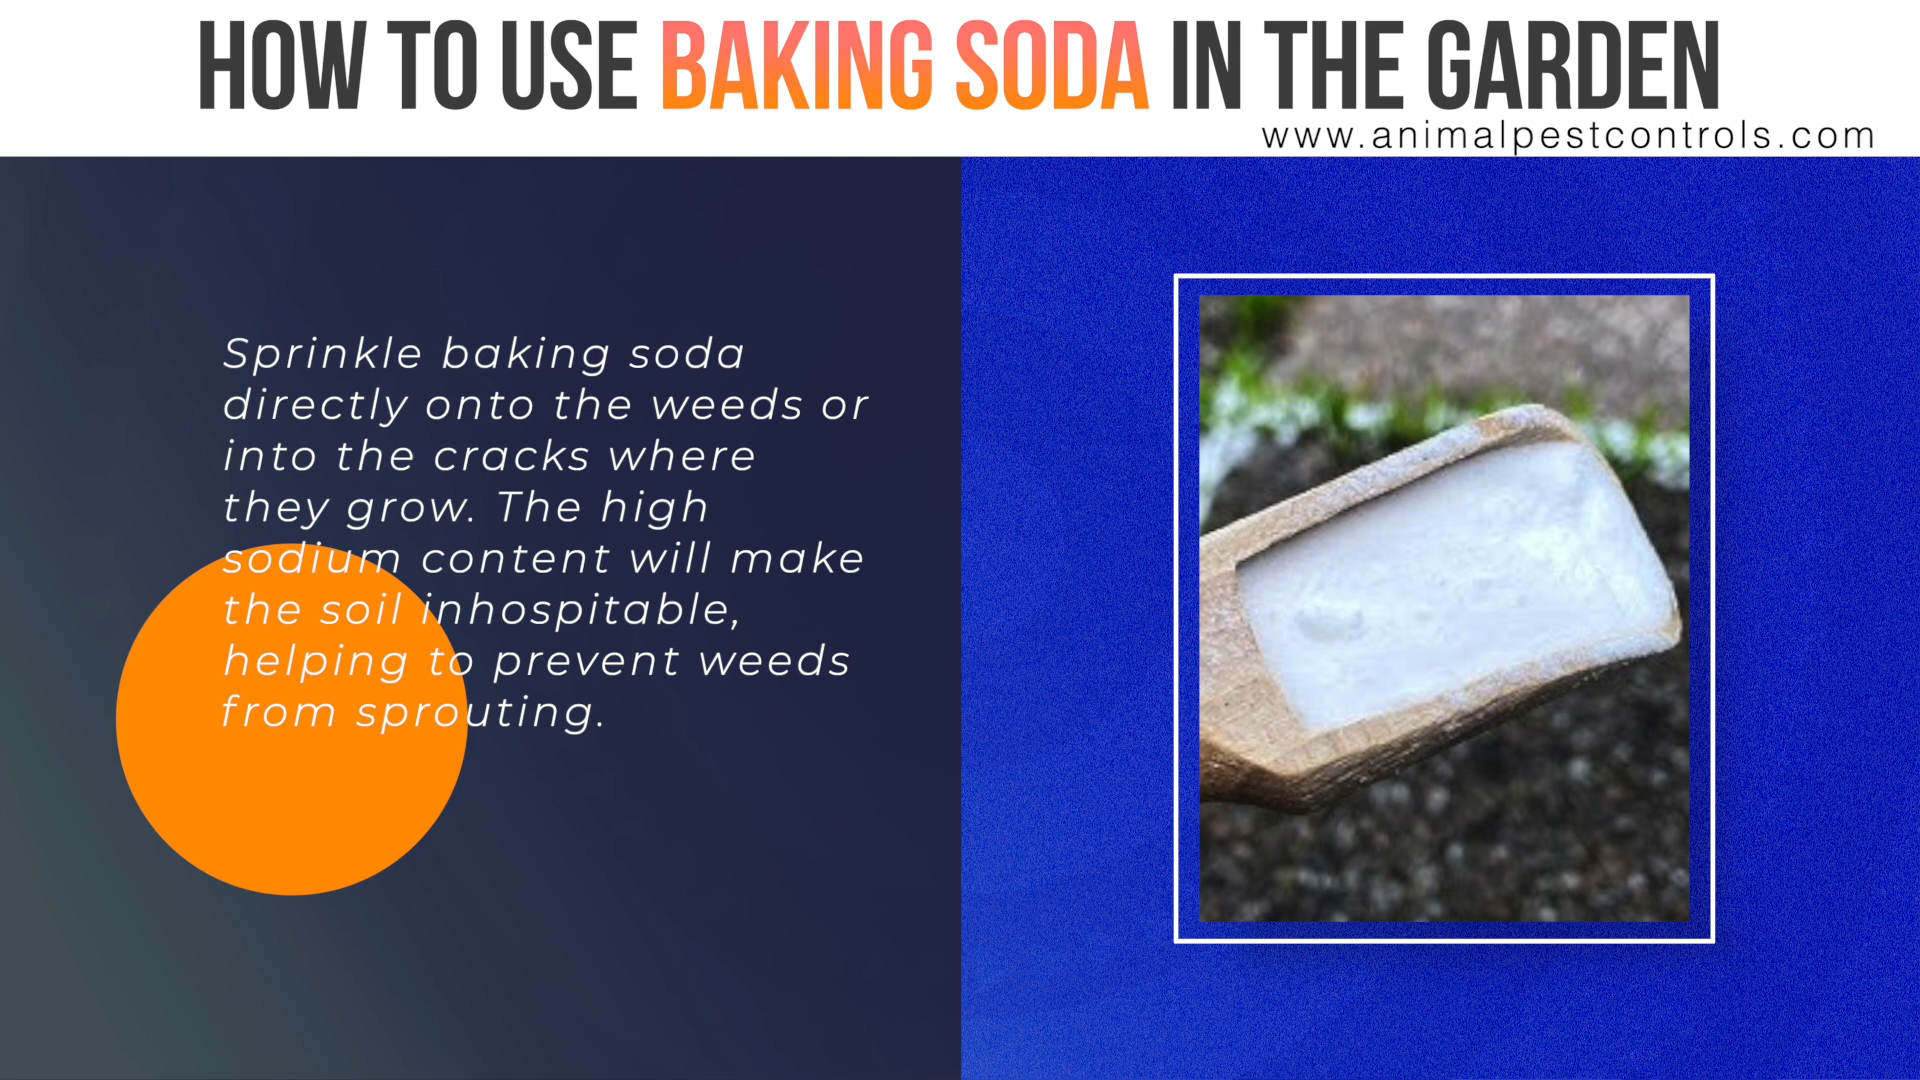 HOW TO USE BAKING SODA IN THE GARDEN
www.animalpestcontrols.com
Sprinkle baking soda
directly onto the weeds or
into the cracks where
they grow. The high
sodium content will make
the soil inhospitable,
helping to prevent weeds
from sprouting.